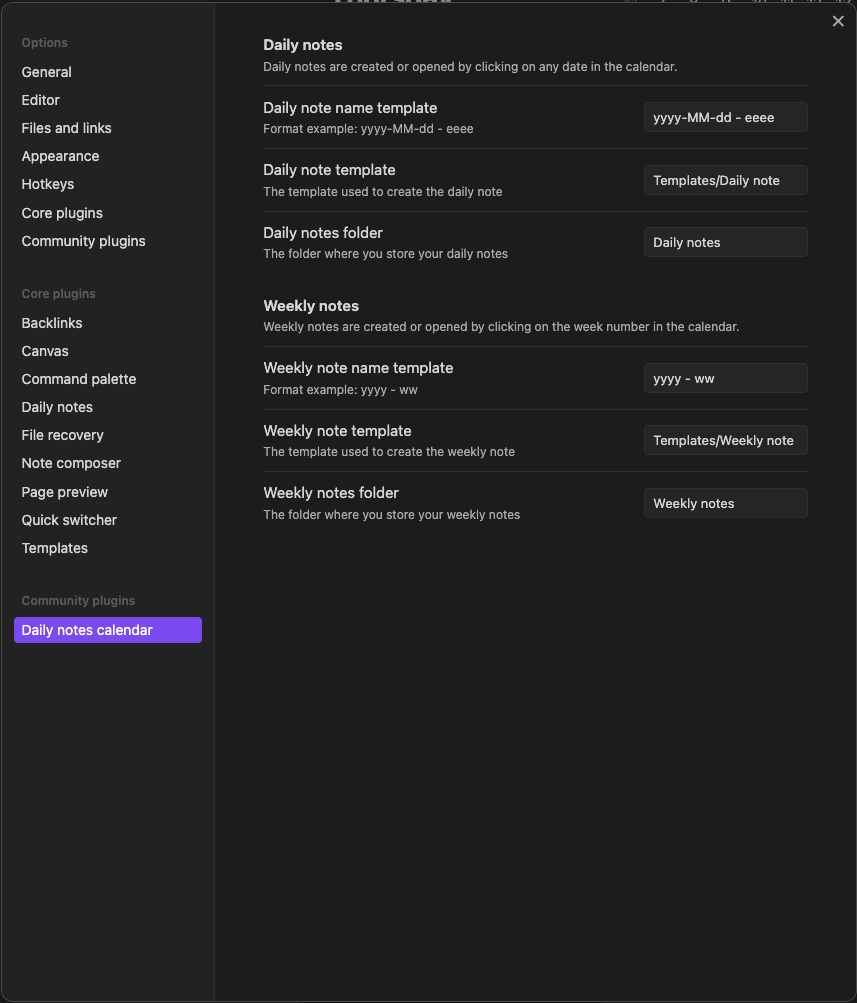 Options
General
Editor
Files and links
Appearance
Hotkeys
Core plugins
Community plugins
Core plugins
Backlinks
Canvas
Command palette
Daily notes
File recovery
Note composer
Page preview
Quick switcher
Templates
Community plugins
Daily notes calendar
Daily notes
Daily notes are created or opened by clicking on any date in the calendar.
Daily note name template
Format example: yyyy-MM-dd - eeee
yyyy-MM-dd - eeee
Daily note template
The template used to create the daily note
Templates/Daily note
Daily notes folder
The folder where you store your daily notes
Daily notes
Weekly notes
Weekly notes are created or opened by clicking on the week number in the calendar.
Weekly note name template
Format example: yyyy - ww
yyyy - ww
Weekly note template
The template used to create the weekly note
Templates/Weekly note
Weekly notes folder
The folder where you store your weekly notes
Weekly notes